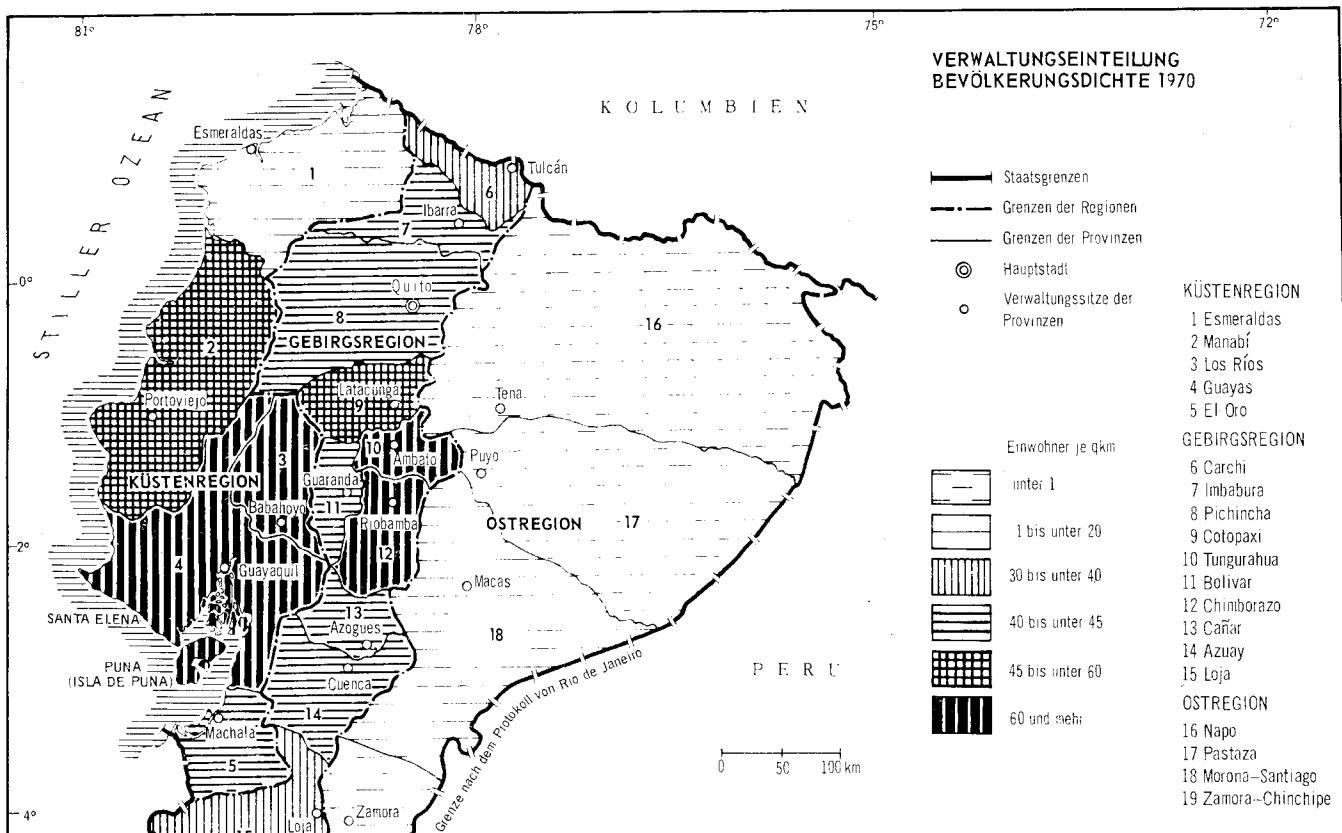 81°
78°
75°
72°
VERWALTUNGSEINTEILUNG
BEVÖLKERUNGSDICHTE 1970
KOLUMBIEN
STILLER OZEAN
Esmeraldas
1
Tulcán
6
Ibarra
7
Staatsgrenzen
Grenzen der Regionen
Grenzen der Provinzen
Hauptstadt
Verwaltungssitze der
Provinzen
0°
Quito
8
16
GEBIRGSREGION
2
Latacunga
9
Portoviejo
Tena
10
Ambato
Puyo
3
KÜSTENREGION
Guaranda
11
Babahoyo
Riobamba
12
OSTREGION
17
2°
4
Guayaquil
Macas
SANTA ELENA
13
Azogues
18
PUNA
(ISLA DE PUNA)
Cuenca
PERU
Machala
14
5
Grenze nach dem Protokoll von Rio de Janeiro
0 50 100 km
4°
Loja
Zamora
Einwohner je qkm
unter 1
1 bis unter 20
30 bis unter 40
40 bis unter 45
45 bis unter 60
60 und mehr
KÜSTENREGION
1 Esmeraldas
2 Manabí
3 Los Ríos
4 Guayas
5 El Oro
GEBIRGSREGION
6 Carchi
7 Imbabura
8 Pichincha
9 Cotopaxi
10 Tungurahua
11 Bolívar
12 Chimborazo
13 Cañar
14 Azuay
15 Loja
OSTREGION
16 Napo
17 Pastaza
18 Morona-Santiago
19 Zamora-Chinchipe